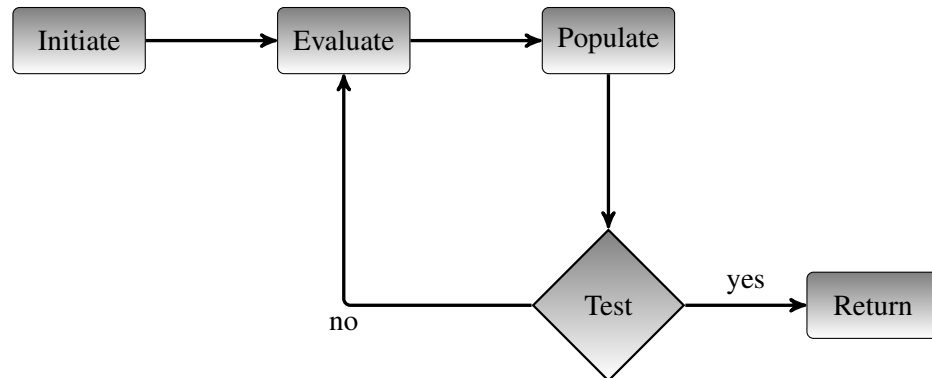 Initiate
Evaluate
Populate
yes
Test
Return
no